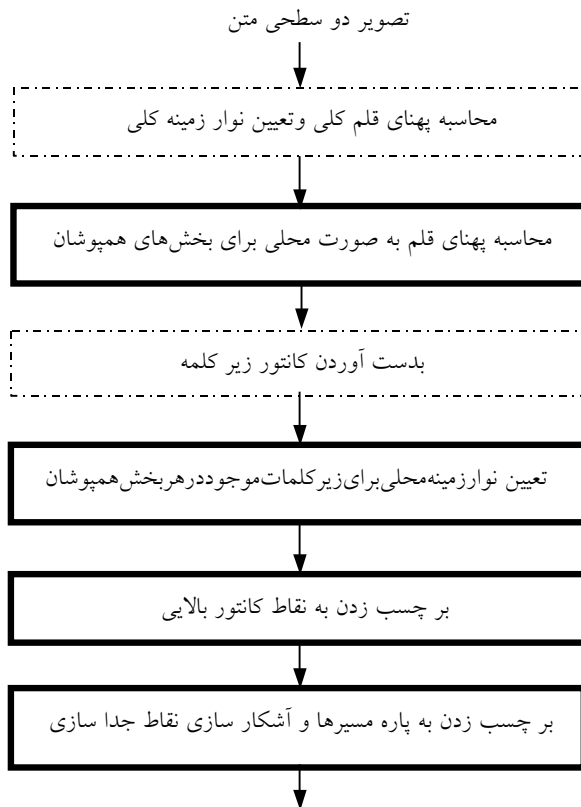 تصویر دو سطحی متن
محاسبه پهنای قلم کلی وتعیین نوار زمینه کلی
محاسبه پهنای قلم به صورت محلی برای بخش‌های همپوشان
بدست آوردن کانتور زیر کلمه
تعیین نوارزمینه‌محلی‌برای‌زیرکلمات‌موجوددرهربخش‌همپوشان
بر چسب زدن به نقاط کانتور بالایی
بر چسب زدن به پاره مسیرها و آشکار سازی نقاط جدا سازی